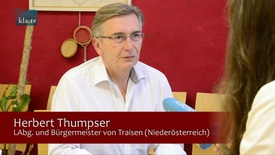 kla.tv
Herbert Thumpser
LAbg. und Bürgermeister von Traisen (Niederösterreich)